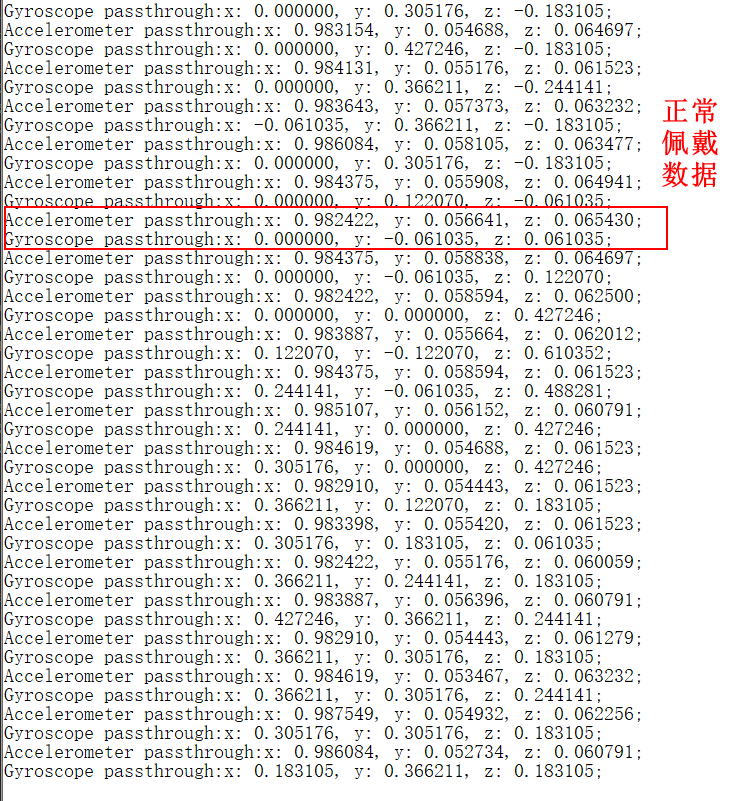 Gyroscope passthrough:x: 0.000000, y: 0.305176, z: -0.183105;
Accelerometer passthrough:x: 0.983154, y: 0.054688, z: 0.064697;
Gyroscope passthrough:x: 0.000000, y: 0.427246, z: -0.183105;
Accelerometer passthrough:x: 0.984131, y: 0.055176, z: 0.061523;
Gyroscope passthrough:x: 0.000000, y: 0.366211, z: -0.244141;
Accelerometer passthrough:x: 0.983643, y: 0.057373, z: 0.063232;
Gyroscope passthrough:x: -0.061035, y: 0.366211, z: -0.183105;
Accelerometer passthrough:x: 0.986084, y: 0.058105, z: 0.063477;
Gyroscope passthrough:x: 0.000000, y: 0.305176, z: -0.183105;
Accelerometer passthrough:x: 0.984375, y: 0.055908, z: 0.064941;
Gyroscope passthrough:x: 0.000000, y: 0.122070, z: -0.061035;
Accelerometer passthrough:x: 0.982422, y: 0.056641, z: 0.065430;
Gyroscope passthrough:x: 0.000000, y: -0.061035, z: 0.061035;
Accelerometer passthrough:x: 0.984375, y: 0.058838, z: 0.064697;
Gyroscope passthrough:x: 0.000000, y: -0.061035, z: 0.122070;
Accelerometer passthrough:x: 0.982422, y: 0.058594, z: 0.062500;
Gyroscope passthrough:x: 0.000000, y: 0.000000, z: 0.427246;
Accelerometer passthrough:x: 0.983887, y: 0.055664, z: 0.062012;
Gyroscope passthrough:x: 0.122070, y: -0.122070, z: 0.610352;
Accelerometer passthrough:x: 0.984375, y: 0.058594, z: 0.061523;
Gyroscope passthrough:x: 0.244141, y: -0.061035, z: 0.488281;
Accelerometer passthrough:x: 0.985107, y: 0.056152, z: 0.060791;
Gyroscope passthrough:x: 0.244141, y: 0.000000, z: 0.427246;
Accelerometer passthrough:x: 0.984619, y: 0.054688, z: 0.061523;
Gyroscope passthrough:x: 0.305176, y: 0.000000, z: 0.427246;
Accelerometer passthrough:x: 0.982910, y: 0.054443, z: 0.061523;
Gyroscope passthrough:x: 0.366211, y: 0.122070, z: 0.183105;
Accelerometer passthrough:x: 0.983398, y: 0.055420, z: 0.061523;
Gyroscope passthrough:x: 0.305176, y: 0.183105, z: 0.061035;
Accelerometer passthrough:x: 0.982422, y: 0.055176, z: 0.060059;
Gyroscope passthrough:x: 0.366211, y: 0.244141, z: 0.183105;
Accelerometer passthrough:x: 0.983887, y: 0.056396, z: 0.060791;
Gyroscope passthrough:x: 0.427246, y: 0.366211, z: 0.244141;
Accelerometer passthrough:x: 0.982910, y: 0.054443, z: 0.061279;
Gyroscope passthrough:x: 0.366211, y: 0.305176, z: 0.183105;
Accelerometer passthrough:x: 0.984619, y: 0.053467, z: 0.063232;
Gyroscope passthrough:x: 0.366211, y: 0.305176, z: 0.244141;
Accelerometer passthrough:x: 0.987549, y: 0.054932, z: 0.062256;
Gyroscope passthrough:x: 0.305176, y: 0.305176, z: 0.183105;
Accelerometer passthrough:x: 0.986084, y: 0.052734, z: 0.060791;
Gyroscope passthrough:x: 0.183105, y: 0.366211, z: 0.183105;
正常
佩戴
数据